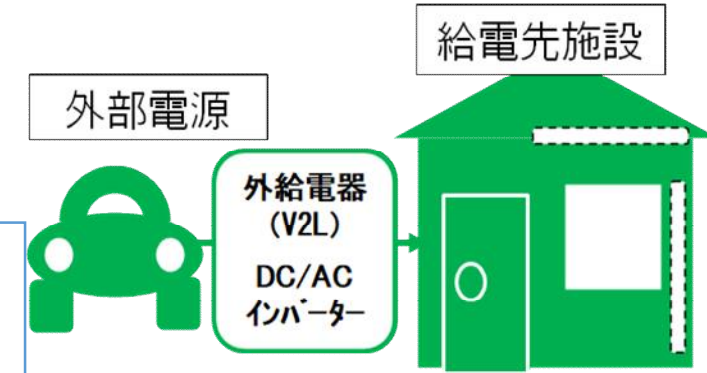 給電先施設
外部電源
外給電器
(V2L)
DC/AC
インバーター